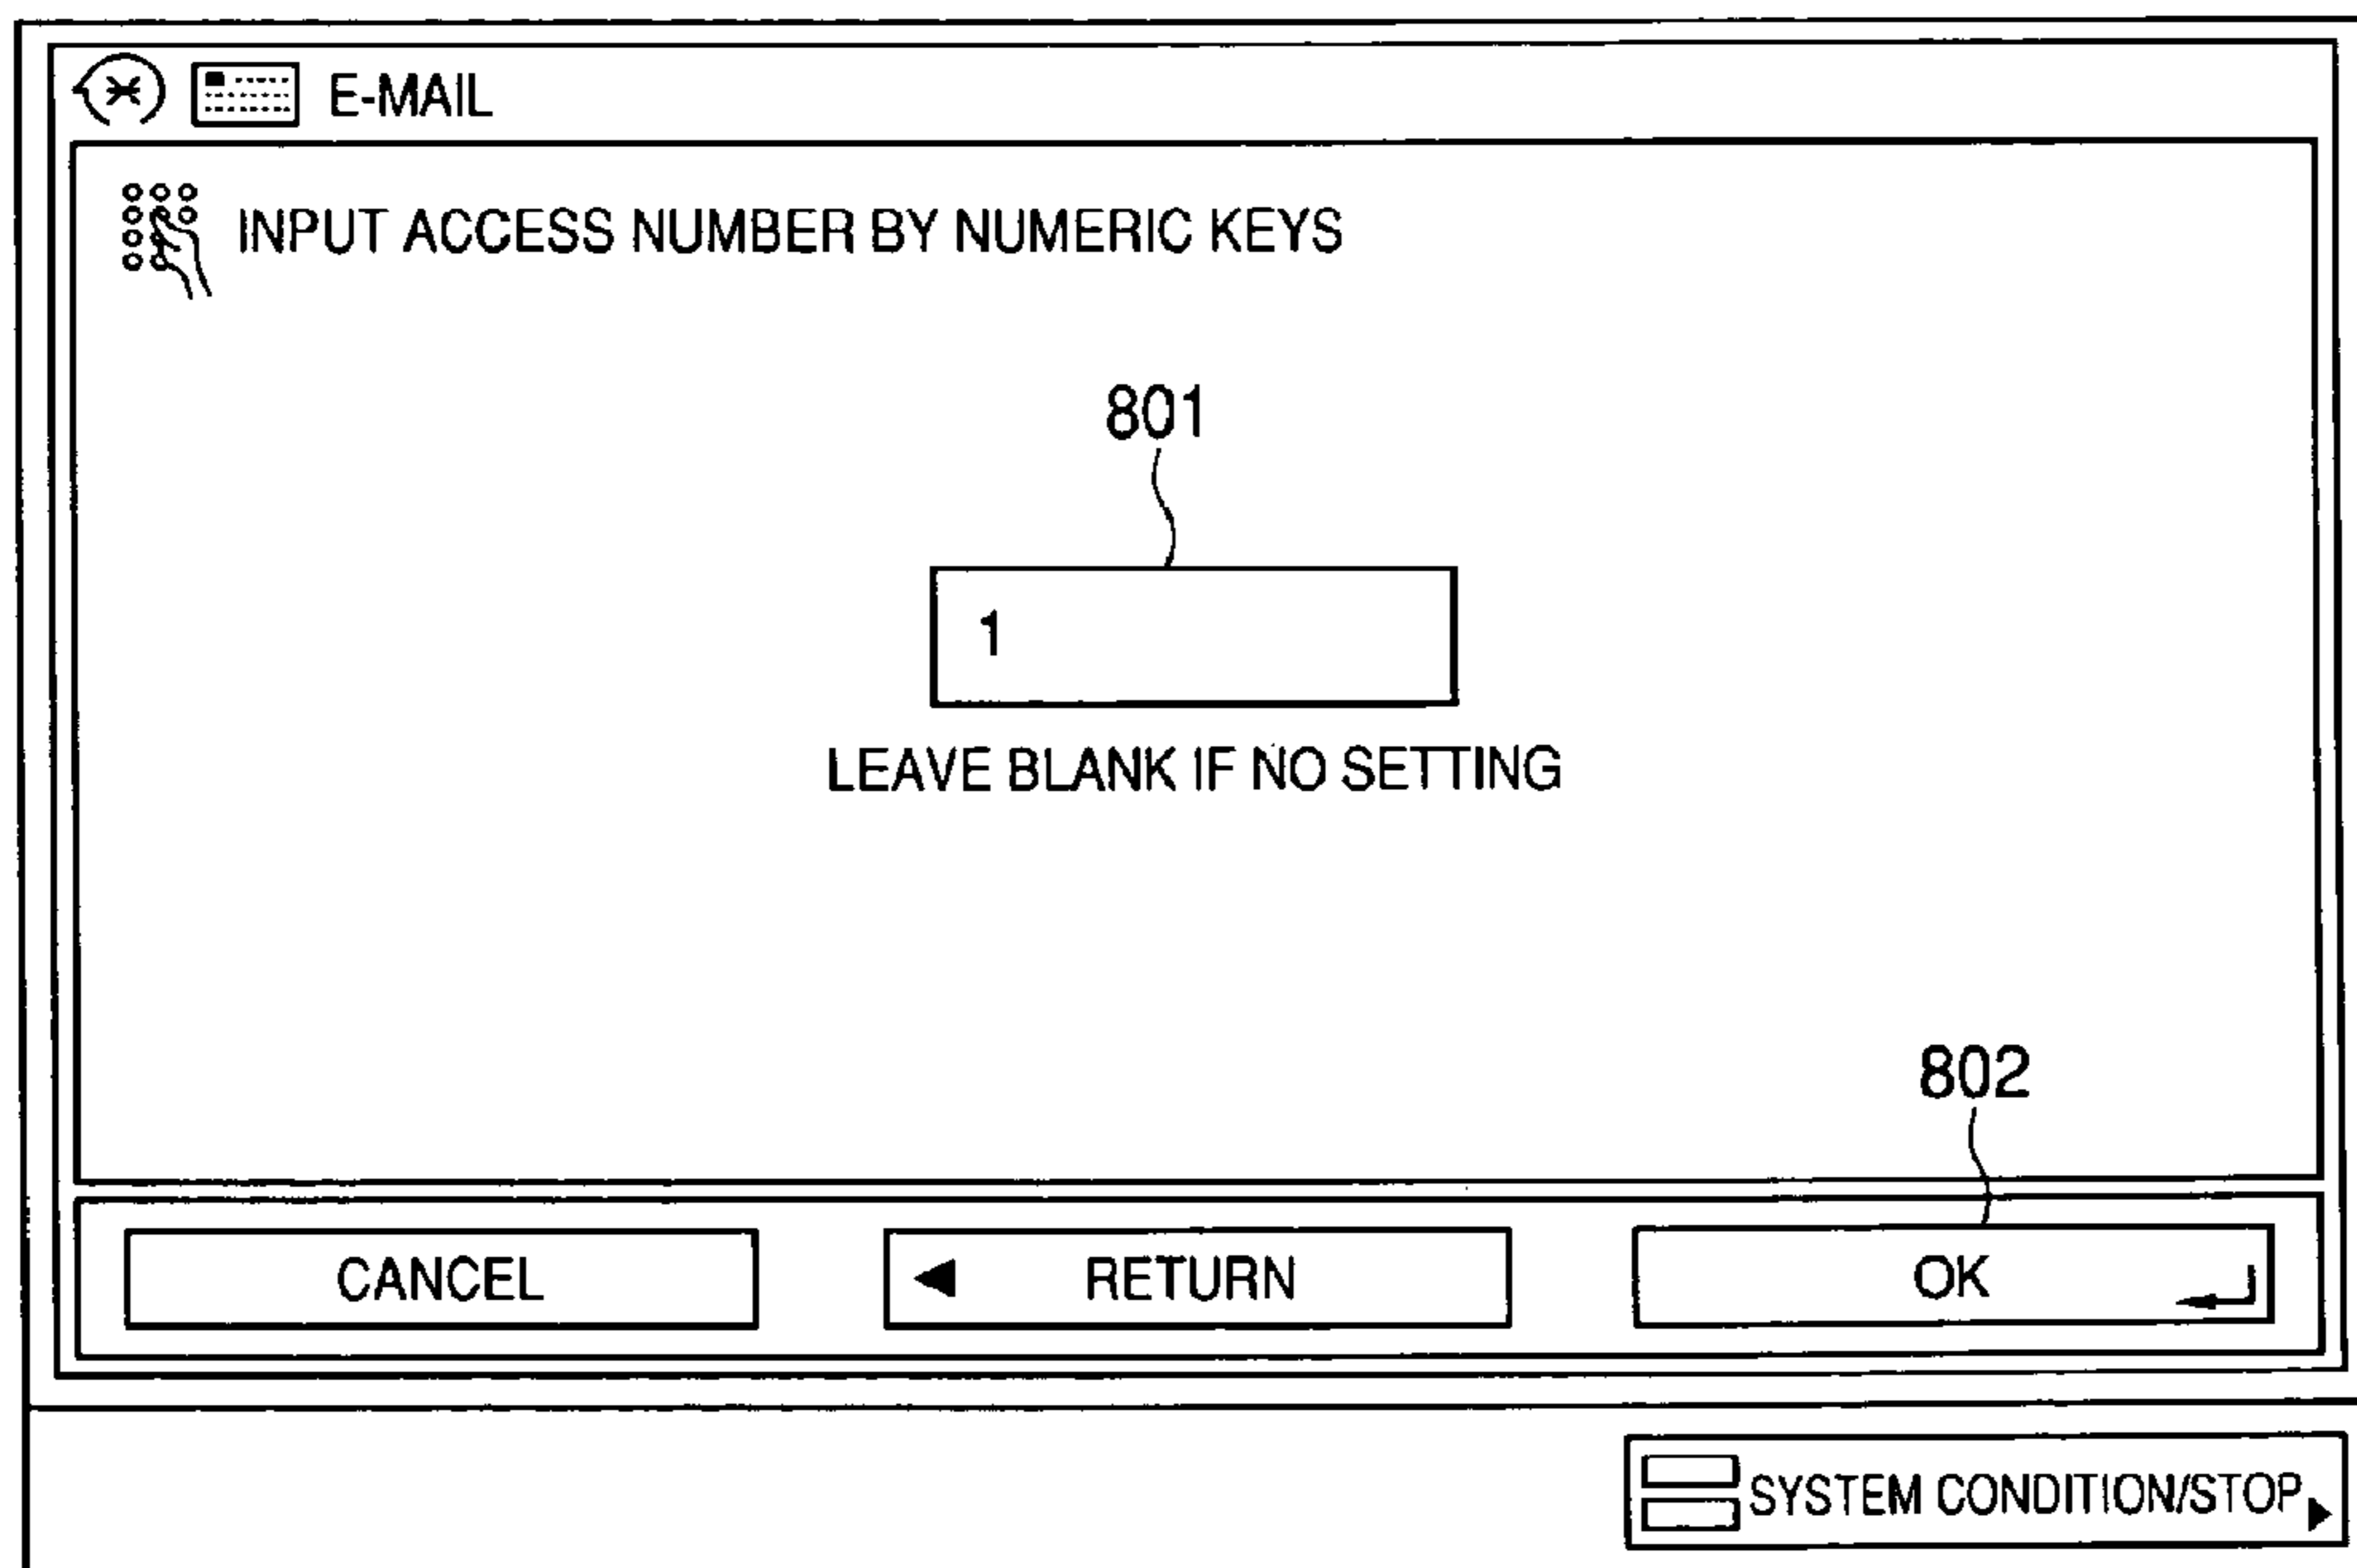 E-MAIL
INPUT ACCESS NUMBER BY NUMERIC KEYS
801
1
LEAVE BLANK IF NO SETTING
802
CANCEL
RETURN
OK
SYSTEM CONDITION/STOP